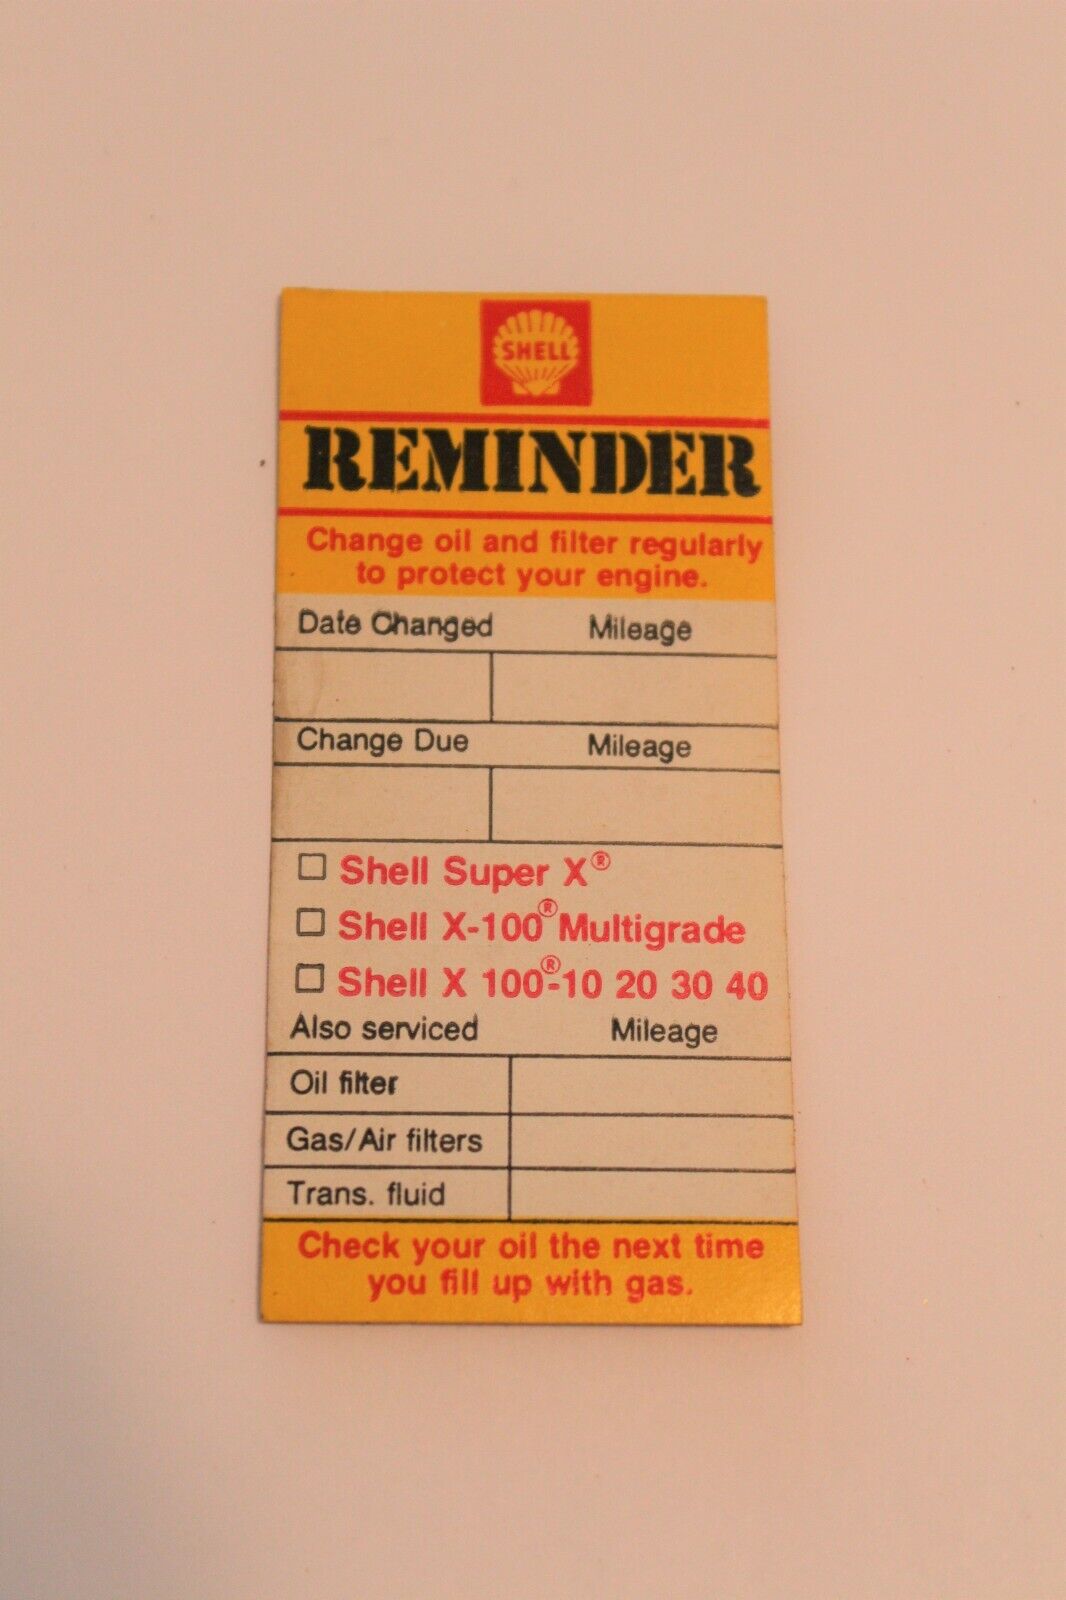 SHELL
REMINDER
Change oil and filter regularly
to protect your engine.
Date Changed Mileage
Change Due Mileage
Shell Super X®
Shell X-100® Multigrade
Shell X 100®-10 20 30 40
Also serviced Mileage
Oil filter
Gas/Air filters
Trans. fluid
Check your oil the next time
you fill up with gas.